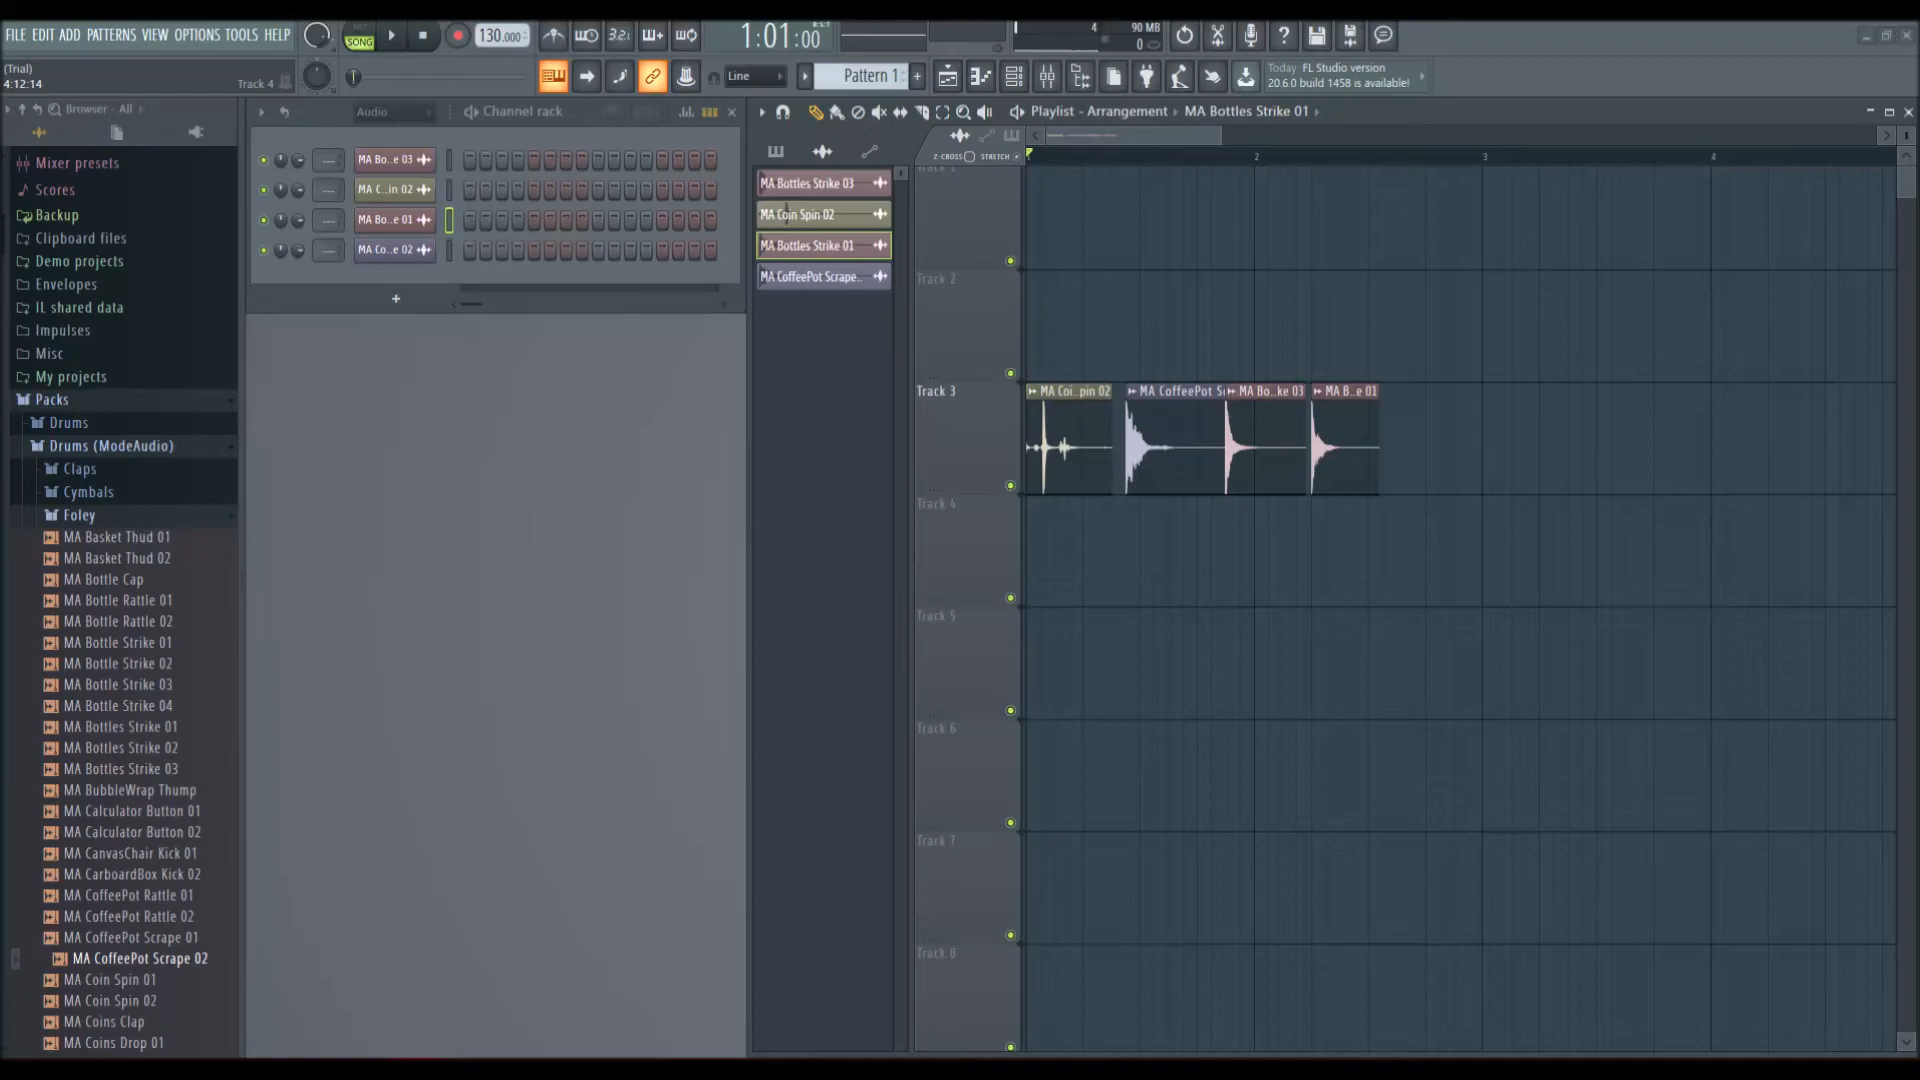 FILE EDIT ADD PATTERNS VIEW OPTIONS TOOLS HELP
PAT
SONG
130.000
3.2.
1:01:00
B:S:T
4
90 MB
0
(Trial)
4:12:14
Track 4
Line
Pattern 1
Today FL Studio version
20.6.0 build 1458 is available!
Browser - All
Audio
Channel rack
Playlist - Arrangement
MA Bottles Strike 01
Z-CROSS
STRETCH
1
2
3
4
Mixer presets
Scores
Backup
Clipboard files
Demo projects
Envelopes
IL shared data
Impulses
Misc
My projects
Packs
Drums
Drums (ModeAudio)
Claps
Cymbals
Foley
MA Basket Thud 01
MA Basket Thud 02
MA Bottle Cap
MA Bottle Rattle 01
MA Bottle Rattle 02
MA Bottle Strike 01
MA Bottle Strike 02
MA Bottle Strike 03
MA Bottle Strike 04
MA Bottles Strike 01
MA Bottles Strike 02
MA Bottles Strike 03
MA BubbleWrap Thump
MA Calculator Button 01
MA Calculator Button 02
MA CanvasChair Kick 01
MA CarboardBox Kick 02
MA CoffeePot Rattle 01
MA CoffeePot Rattle 02
MA CoffeePot Scrape 01
MA CoffeePot Scrape 02
MA Coin Spin 01
MA Coin Spin 02
MA Coins Clap
MA Coins Drop 01
MA Bo..e 03
MA C..in 02
MA Bo..e 01
MA Co..e 02
MA Bottles Strike 03
MA Coin Spin 02
MA Bottles Strike 01
MA CoffeePot Scrape..
Track 1
Track 2
Track 3
MA Coi..pin 02
MA CoffeePot S
MA Bo..ke 03
MA B..e 01
Track 4
Track 5
Track 6
Track 7
Track 8